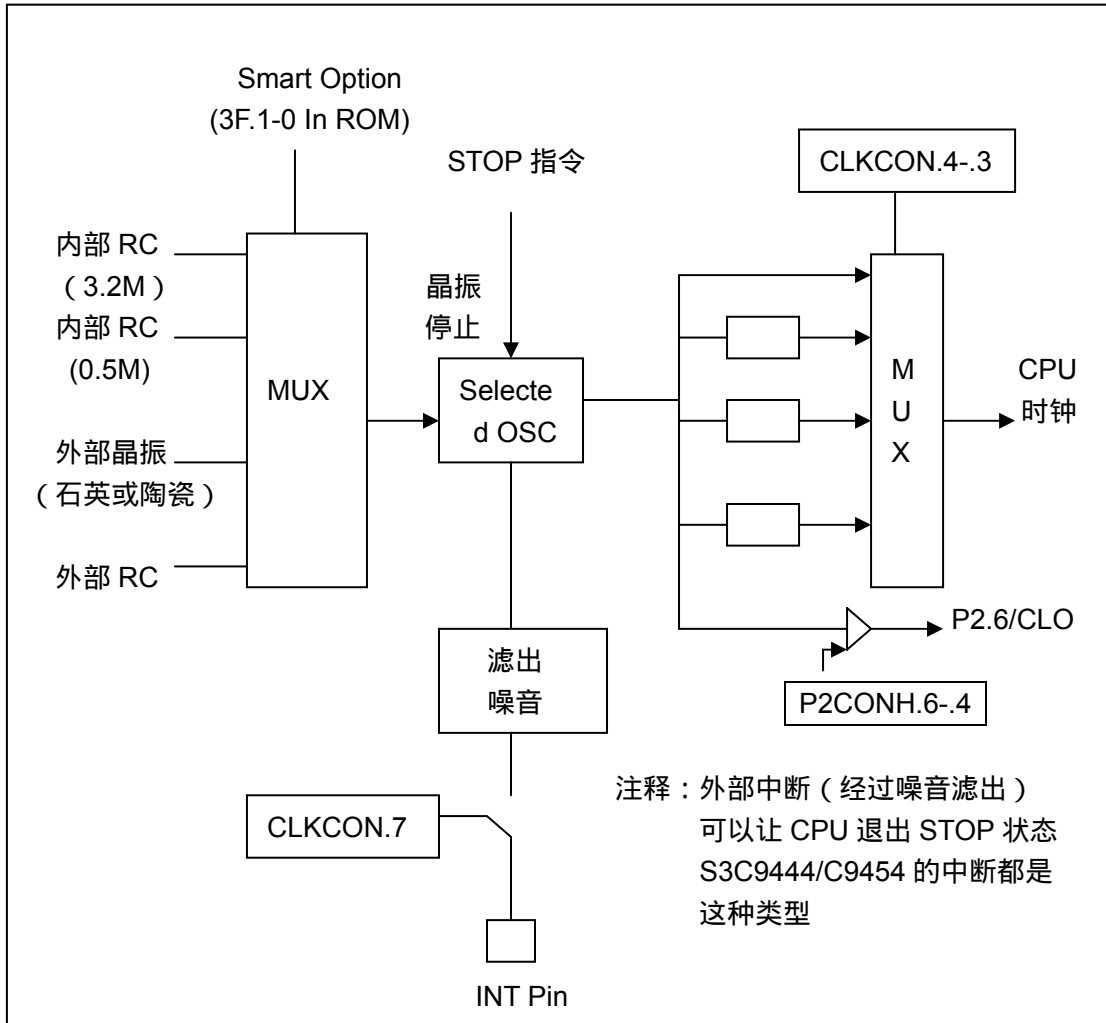 Smart Option
(3F.1-0 In ROM)
STOP 指令
CLKCON.4-.3
内部 RC
（3.2M）
内部 RC
(0.5M)
外部晶振
（石英或陶瓷）
外部 RC
MUX
晶振
停止
Selecte
d OSC
M
U
X
CPU
时钟
P2.6/CLO
P2CONH.6-.4
滤出
噪音
CLKCON.7
INT Pin
注释：外部中断（经过噪音滤出）
可以让 CPU 退出 STOP 状态
S3C9444/C9454 的中断都是
这种类型